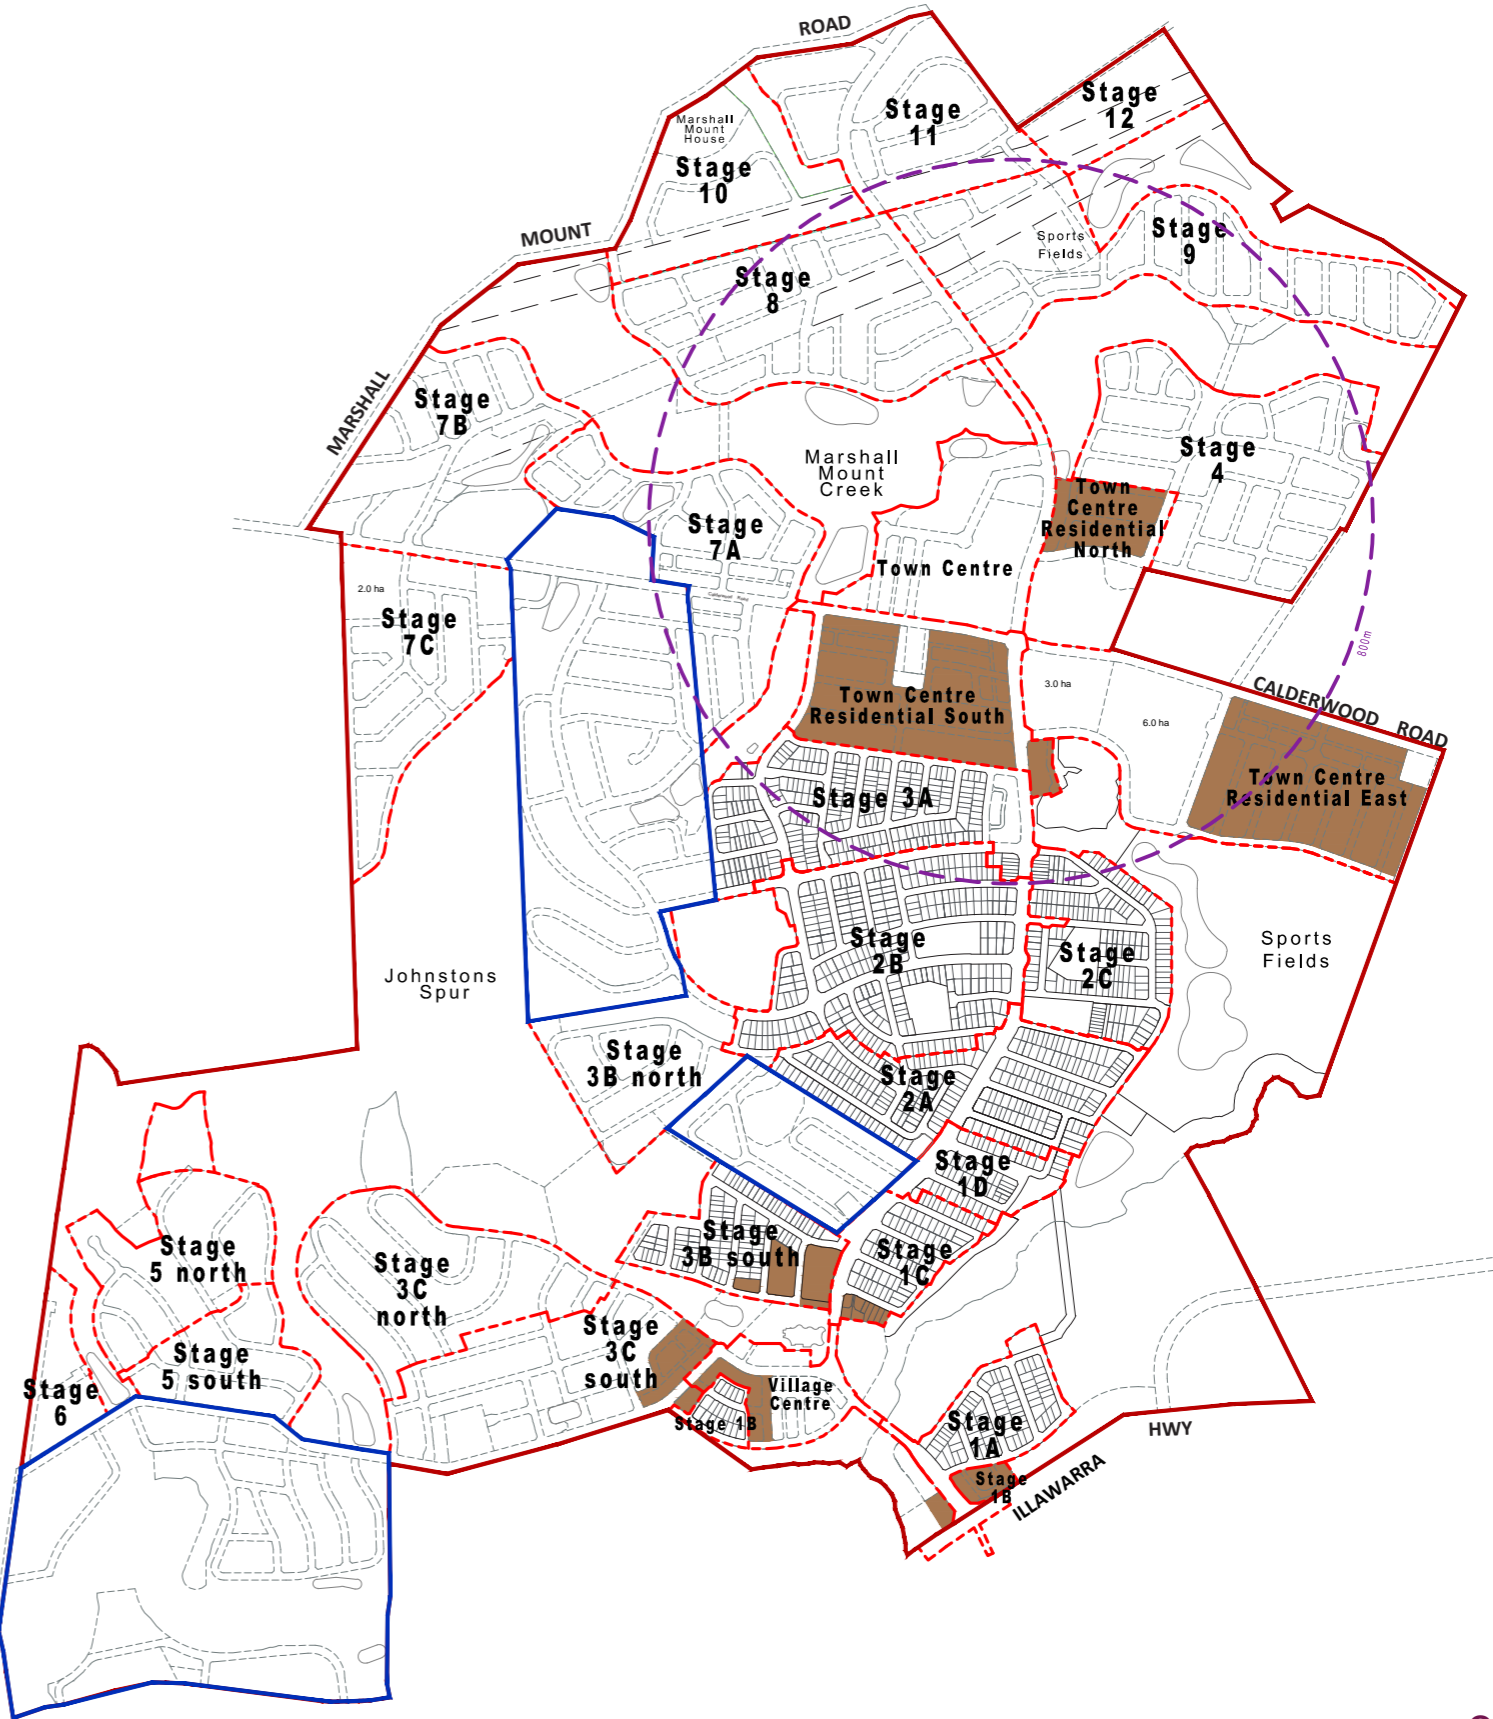 ROAD
Stage
12
Stage
11
Marshall
Mount
House
Stage
10
MOUNT
Stage
9
Sports
Fields
Stage
8
MARSHALL
Stage
7B
Stage
4
Marshall
Mount
Creek
Town
Centre
Residential
North
Stage
7A
Town Centre
2.0 ha
Stage
7C
800m
3.0 ha
CALDERWOOD ROAD
Town Centre
Residential South
6.0 ha
Town Centre
Residential East
Stage 3A
Stage
2B
Stage
2C
Sports
Fields
Johnstons
Spur
Stage
3B north
Stage
2A
Stage
1D
Stage
3B south
Stage
1C
Stage
5 north
Stage
3C
north
Stage
3C
south
Stage
5 south
Stage
6
Village
Centre
Stage 1B
Stage
1A
HWY
Stage
1B
ILLAWARRA